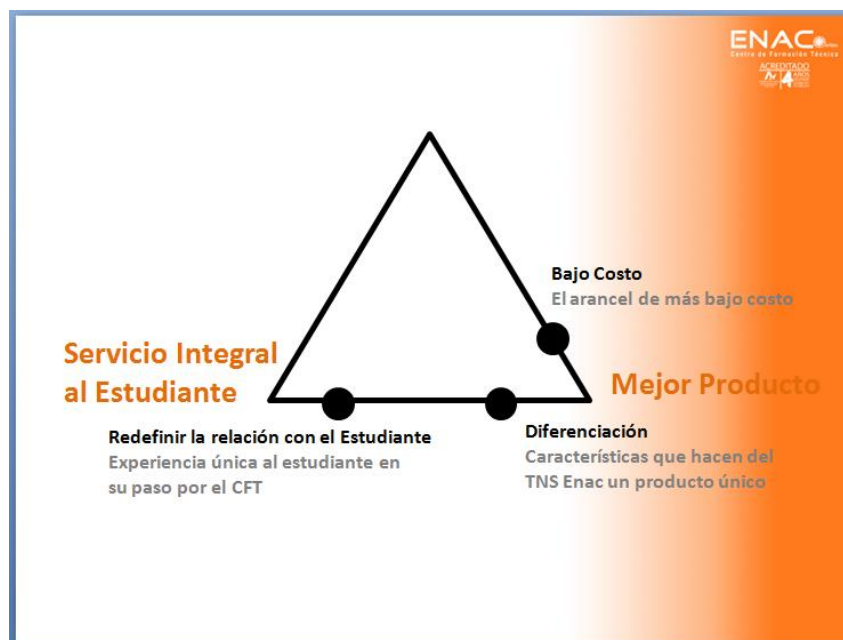 ENAC
Centro de Formación Técnica
ACREDITADO
4 AÑOS
Bajo Costo
El arancel de más bajo costo
Servicio Integral
al Estudiante
Mejor Producto
Redefinir la relación con el Estudiante
Experiencia única al estudiante en
su paso por el CFT
Diferenciación
Características que hacen del
TNS Enac un producto único